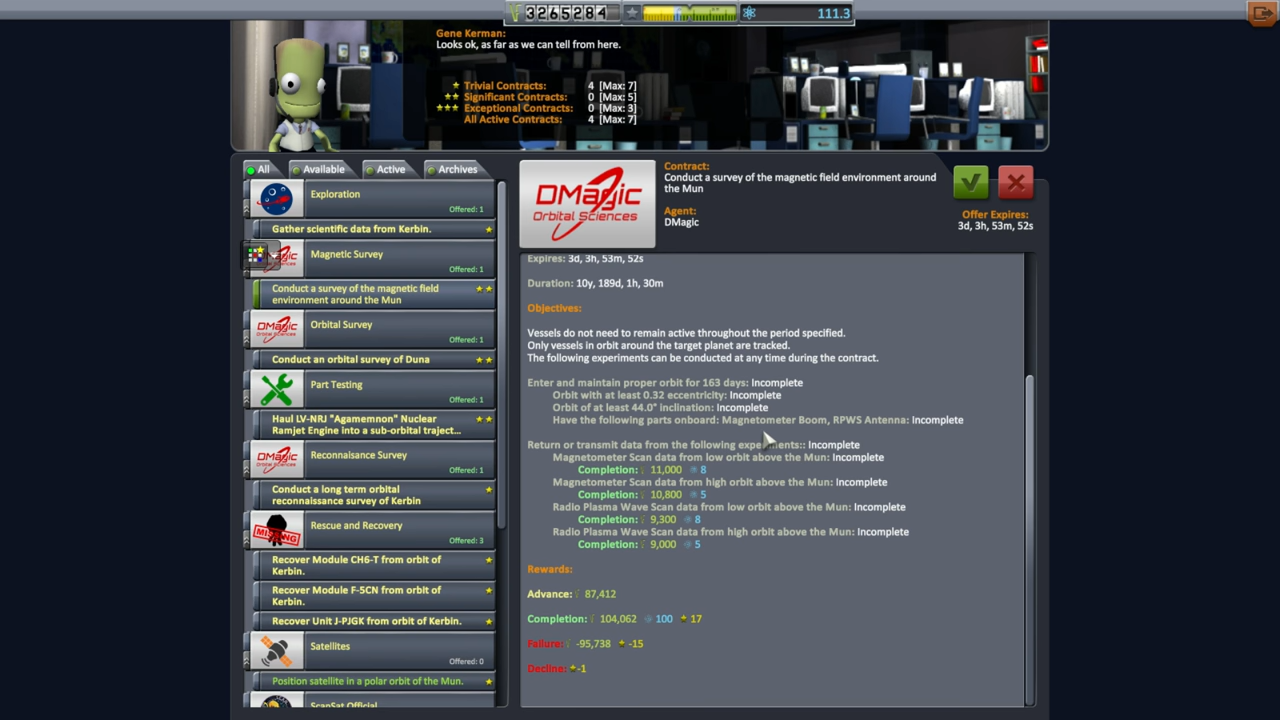 3265284
111.3
Gene Kerman:
Looks ok, as far as we can tell from here.
Trivial Contracts: 4 [Max: 7]
Significant Contracts: 0 [Max: 5]
Exceptional Contracts: 0 [Max: 3]
All Active Contracts: 4 [Max: 7]
All Available Active Archives
Exploration
Offered: 1
Gather scientific data from Kerbin.
Magnetic Survey
Offered: 1
Conduct a survey of the magnetic field
environment around the Mun
DMagic
Orbital Survey
Offered: 1
Conduct an orbital survey of Duna
Part Testing
Offered: 1
Haul LV-NRJ "Agamemnon" Nuclear
Ramjet Engine into a sub-orbital traject...
DMagic
Reconnaisance Survey
Offered: 1
Conduct a long term orbital
reconnaissance survey of Kerbin
MISSING
Rescue and Recovery
Offered: 3
Recover Module CH6-T from orbit of
Kerbin.
Recover Module F-5CN from orbit of
Kerbin.
Recover Unit J-PJGK from orbit of Kerbin.
Satellites
Offered: 0
Position satellite in a polar orbit of the Mun.
ScanSat Official
DMagic
Orbital Sciences
Contract:
Conduct a survey of the magnetic field environment around
the Mun
Agent:
DMagic
Offer Expires:
3d, 3h, 53m, 52s
Expires: 3d, 3h, 53m, 52s
Duration: 10y, 189d, 1h, 30m
Objectives:
Vessels do not need to remain active throughout the period specified.
Only vessels in orbit around the target planet are tracked.
The following experiments can be conducted at any time during the contract.
Enter and maintain proper orbit for 163 days: Incomplete
Orbit with at least 0.32 eccentricity: Incomplete
Orbit of at least 44.0° inclination: Incomplete
Have the following parts onboard: Magnetometer Boom, RPWS Antenna: Incomplete
Return or transmit data from the following experiments:: Incomplete
Magnetometer Scan data from low orbit above the Mun: Incomplete
Completion: 11,000 8
Magnetometer Scan data from high orbit above the Mun: Incomplete
Completion: 10,800 5
Radio Plasma Wave Scan data from low orbit above the Mun: Incomplete
Completion: 9,300 8
Radio Plasma Wave Scan data from high orbit above the Mun: Incomplete
Completion: 9,000 5
Rewards:
Advance: 87,412
Completion: 104,062 100 17
Failure: -95,738 -15
Decline: -1